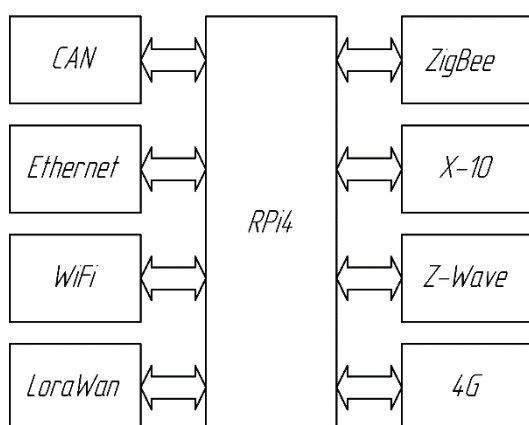 CAN
ZigBee
Ethernet
X-10
RPi4
WiFi
Z-Wave
LoraWan
4G